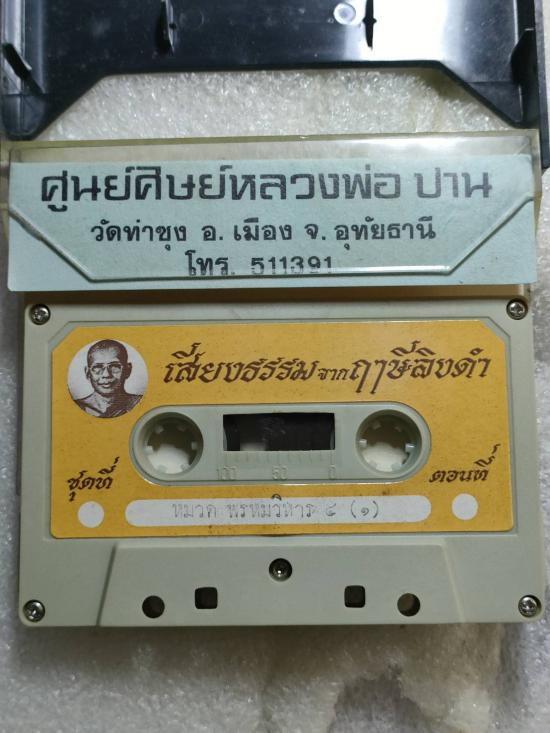 ศูนย์ศิษย์หลวงพ่อ ปาน
วัดท่าซุง อ. เมือง จ. อุทัยธานี
โทร. 511391
เสียงธรรมจากฤาษีลิงดำ
100 50 0
ชุดที่ ตอนที่
หมวด พรหมวิหาร ๔ (๑)